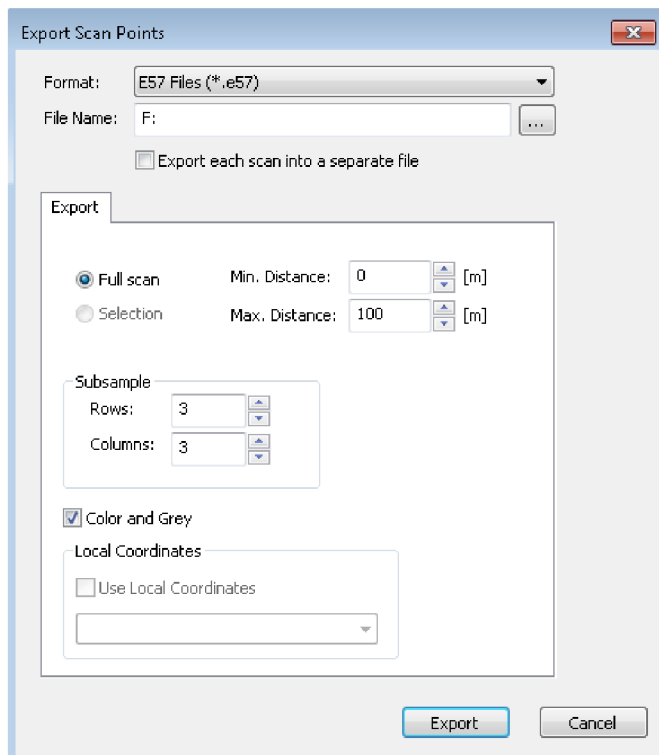 Export Scan Points
Format: E57 Files (*.e57)
File Name: F: ...
Export each scan into a separate file
Export
Full scan Min. Distance: 0 [m]
Selection Max. Distance: 100 [m]
Subsample
Rows: 3
Columns: 3
Color and Grey
Local Coordinates
Use Local Coordinates
Export Cancel